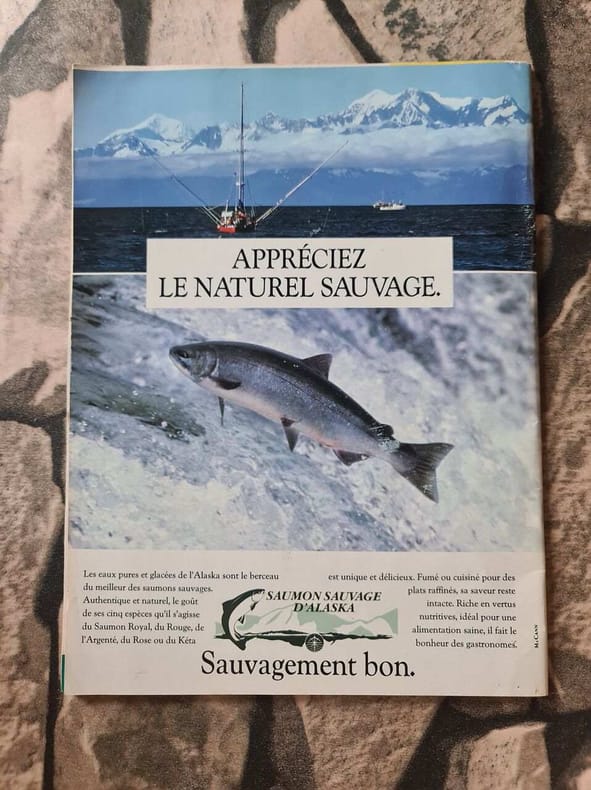 APPRÉCIEZ
LE NATUREL SAUVAGE.
Les eaux pures et glacées de l'Alaska sont le berceau
du meilleur des saumons sauvages.
Authentique et naturel, le goût
de ses cinq espèces qu'il s'agisse
du Saumon Royal, du Rouge, de
l'Argenté, du Rose ou du Kéta
est unique et délicieux. Fumé ou cuisiné pour des
plats raffinés, sa saveur reste
intacte. Riche en vertus
nutritives, idéal pour une
alimentation saine, il fait le
bonheur des gastronomes.
SAUMON SAUVAGE
D'ALASKA
Sauvagement bon.
McCANN